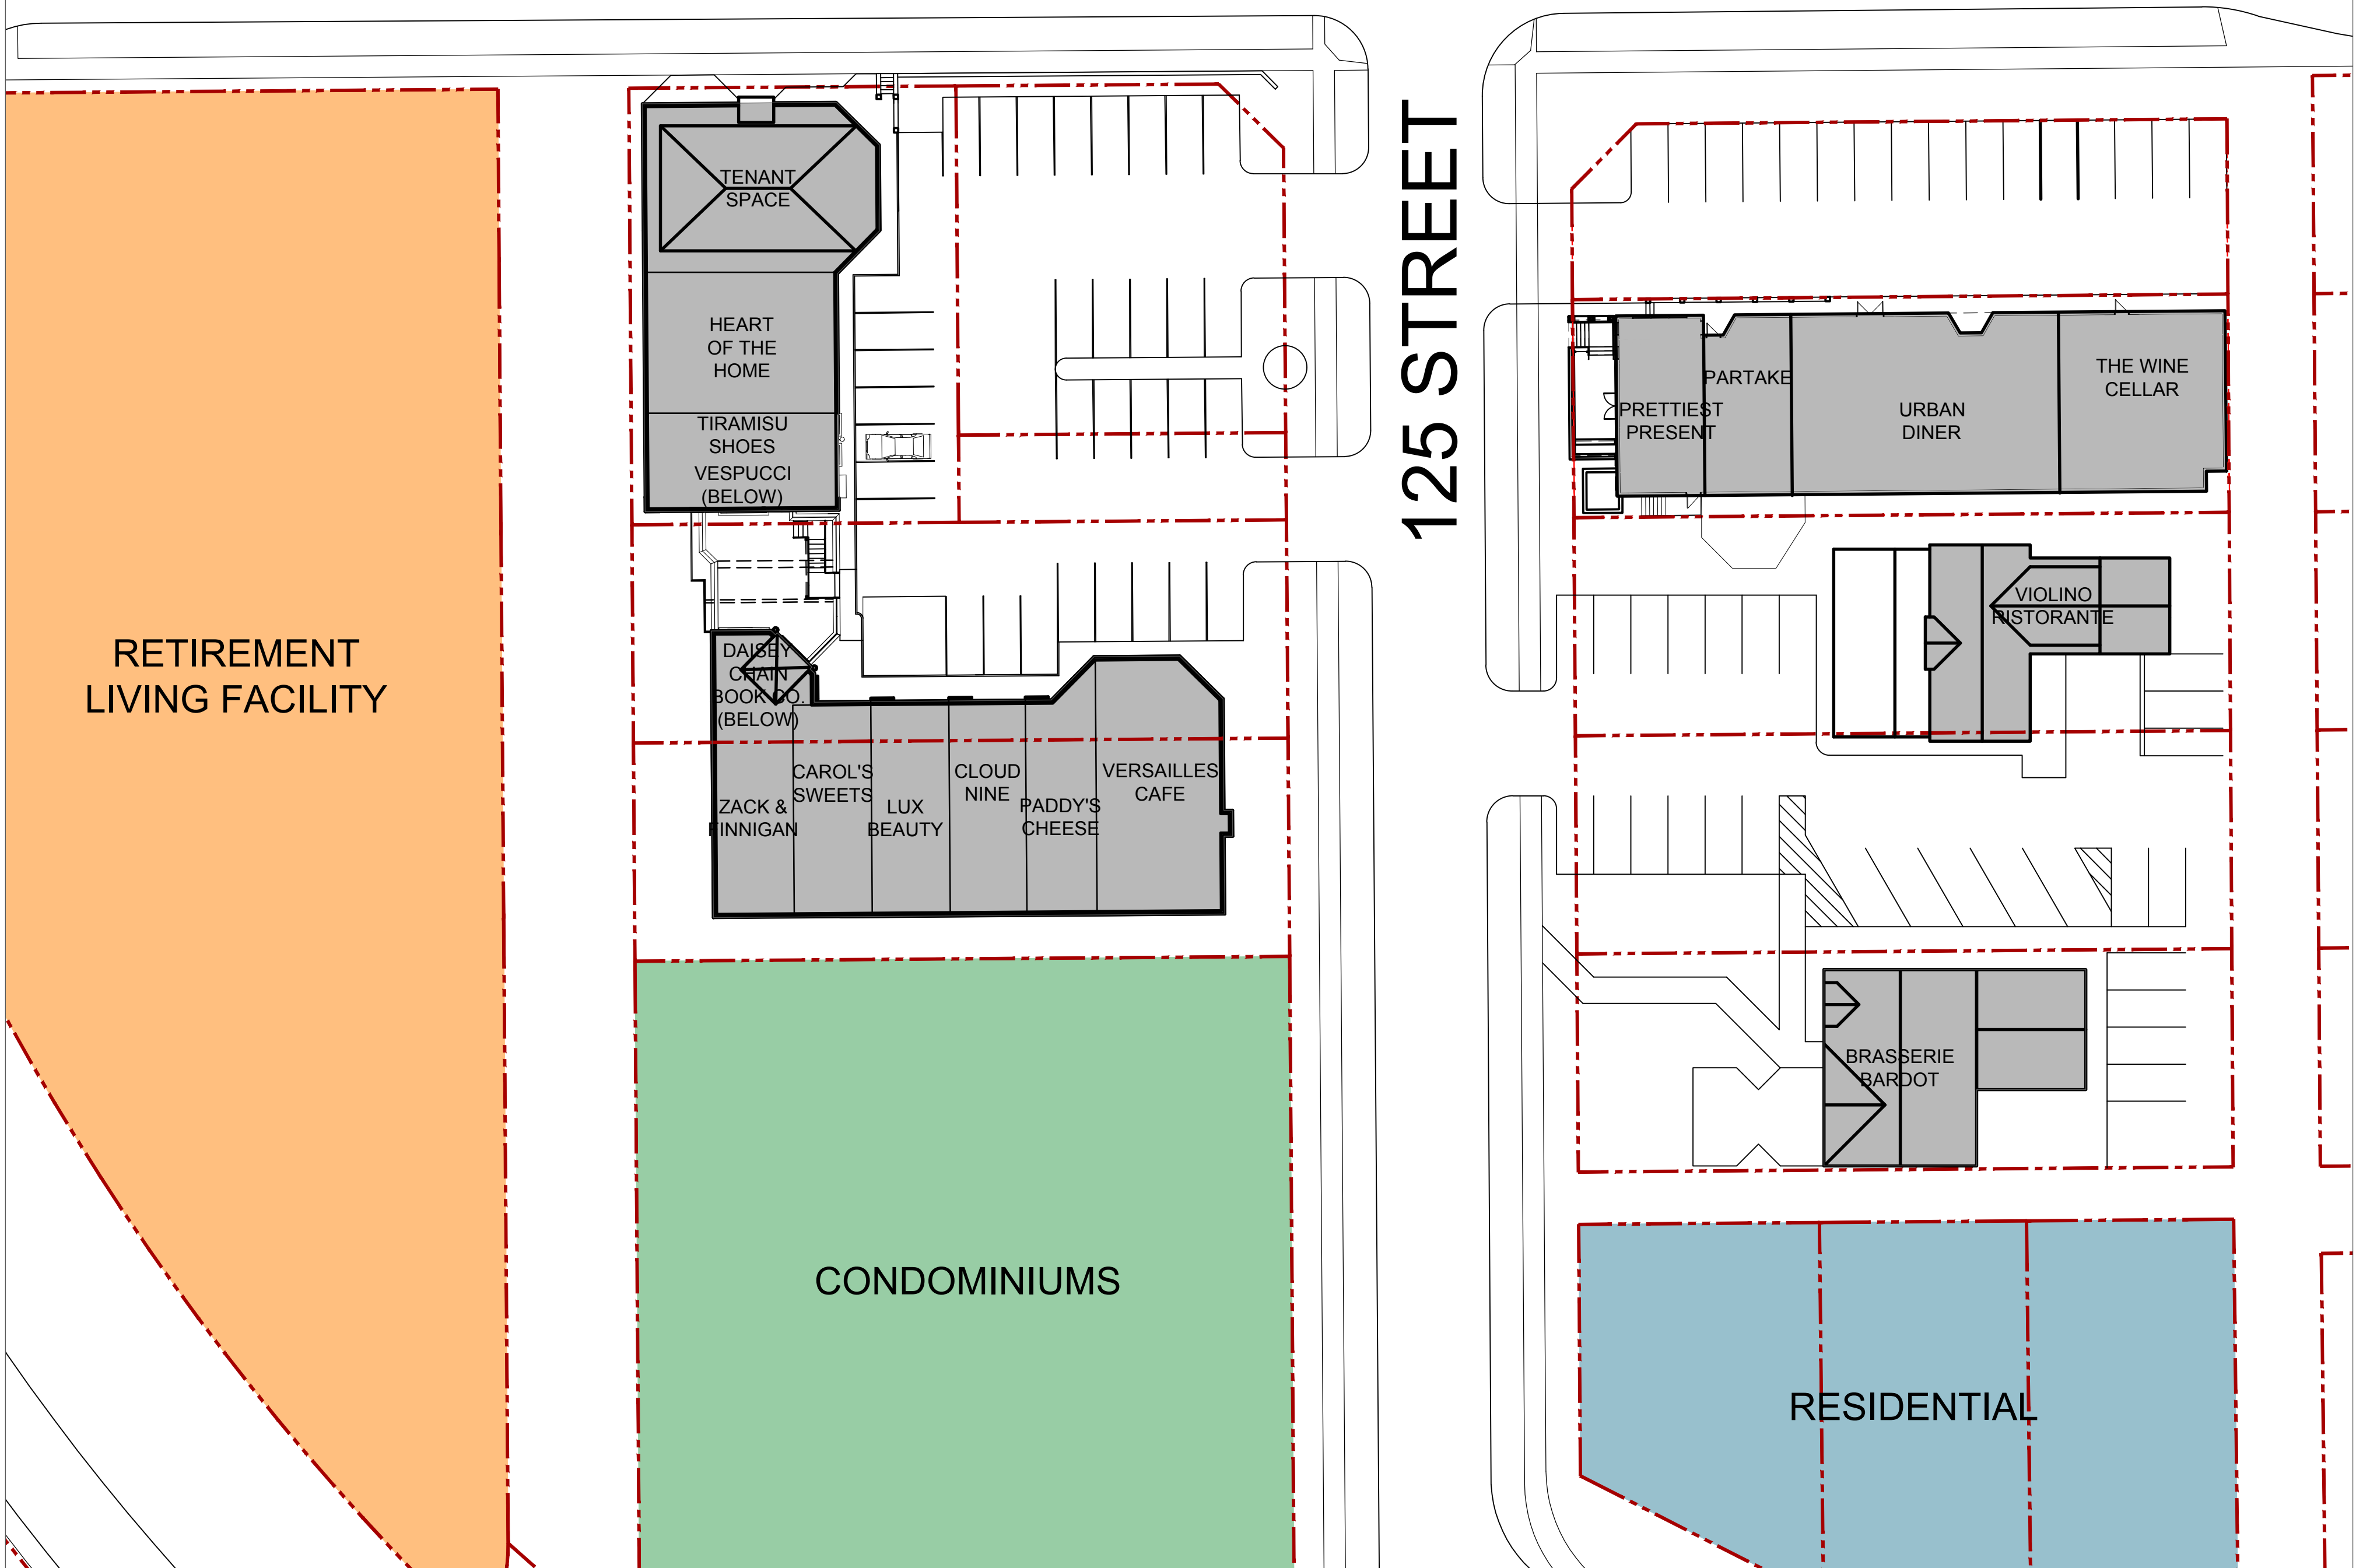 125 STREET
TENANT
SPACE
HEART
OF THE
HOME
TIRAMISU
SHOES
VESPUCCI
(BELOW)
DAISEY
CHAIN
BOOK CO.
(BELOW)
ZACK &
FINNIGAN
CAROL'S
SWEETS
LUX
BEAUTY
CLOUD
NINE
PADDY'S
CHEESE
VERSAILLES
CAFE
PRETTIEST
PRESENT
PARTAKE
URBAN
DINER
THE WINE
CELLAR
VIOLINO
RISTORANTE
BRASSERIE
BARDOT
RETIREMENT
LIVING FACILITY
CONDOMINIUMS
RESIDENTIAL